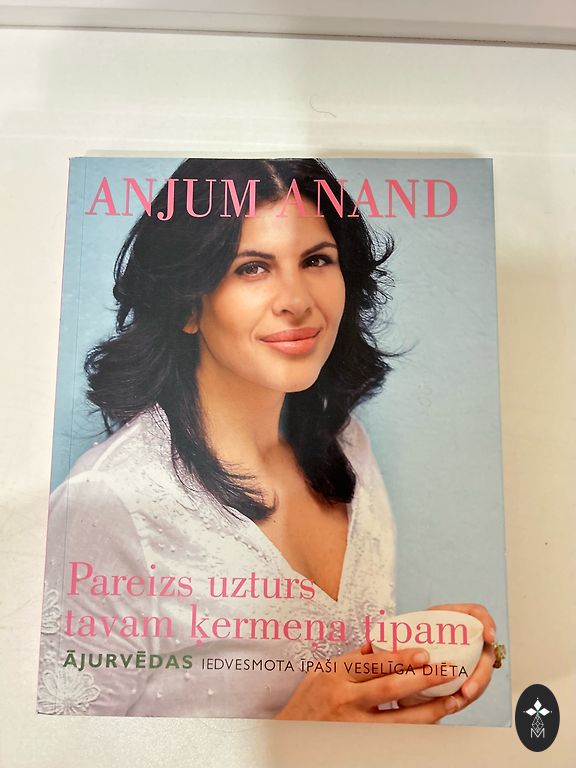 ANJUM ANAND
Pareizs uzturs
tavam ķermeņa tipam
ĀJURVĒDAS IEDVESMOTA ĪPAŠI VESELĪGA DIĒTA
M